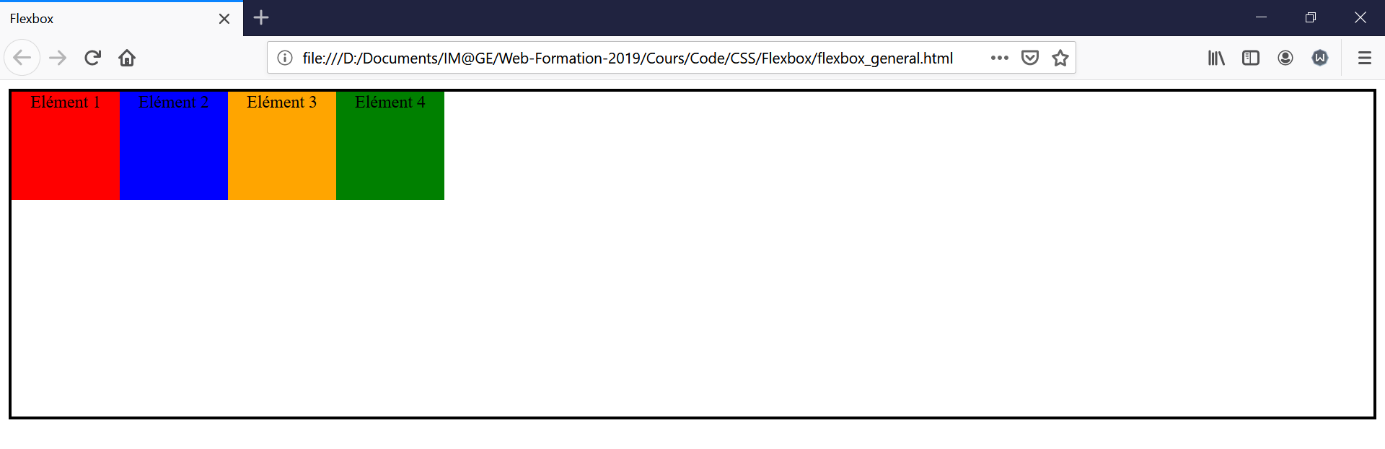 Flexbox
file:///D:/Documents/IM@GE/Web-Formation-2019/Cours/Code/CSS/Flexbox/flexbox_general.html
Elément 1 Elément 2 Elément 3 Elément 4